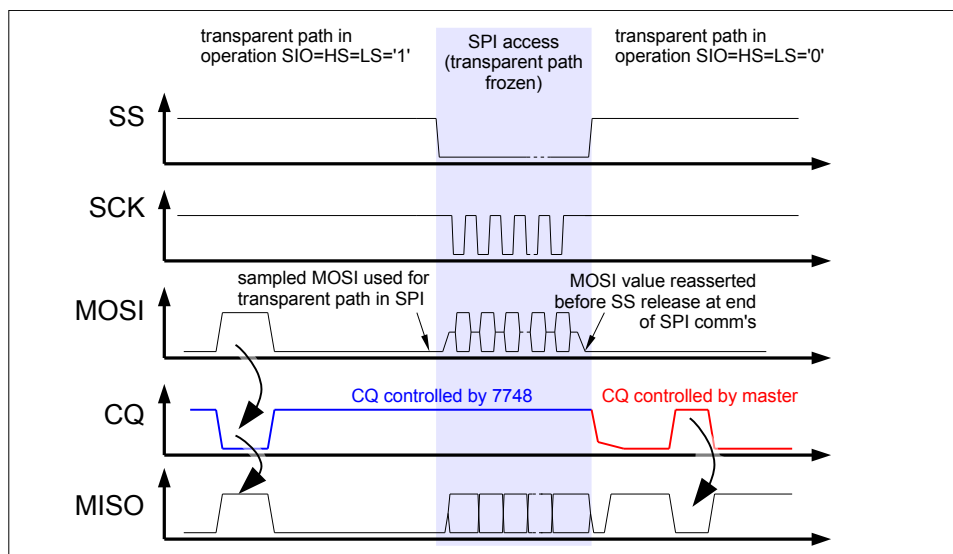 transparent path in
operation SIO=HS=LS='1'
SPI access
(transparent path
frozen)
transparent path in
operation SIO=HS=LS='0'
SS
SCK
sampled MOSI used for
transparent path in SPI
MOSI value reasserted
before SS release at end
of SPI comm's
MOSI
CQ controlled by 7748
CQ controlled by master
CQ
MISO